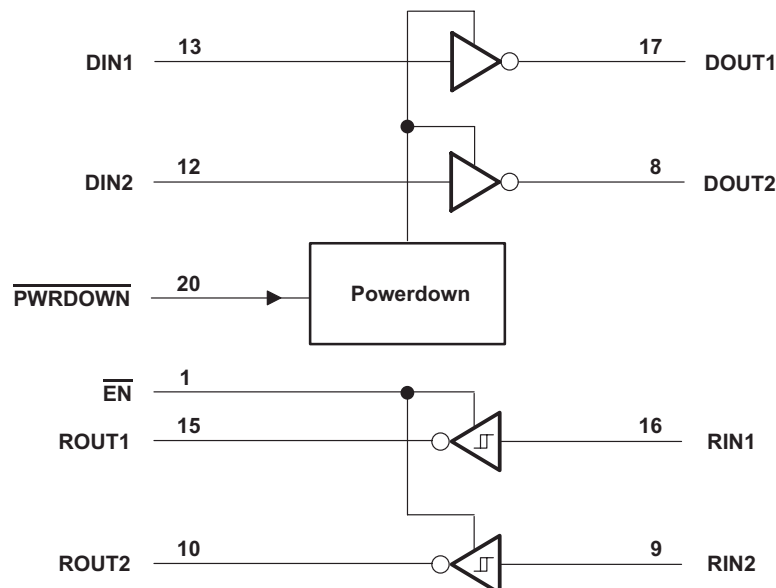 DIN1 13 17 DOUT1
DIN2 12 8 DOUT2
PWRDOWN 20 Powerdown
EN 1
ROUT1 15 16 RIN1
ROUT2 10 9 RIN2